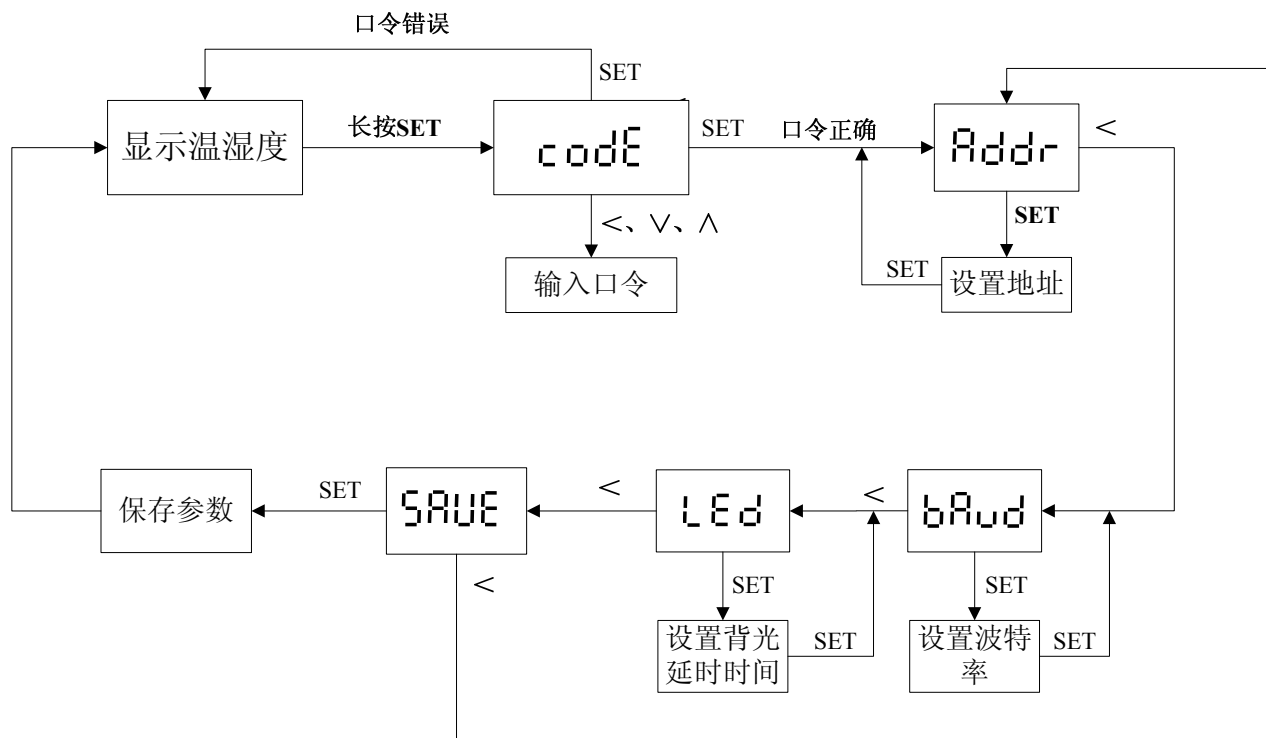 口令错误
SET
显示温湿度
长按SET
codE
SET
口令正确
Addr
<
<、∨、∧
输入口令
SET
SET
设置地址
保存参数
SET
SAVE
<
LEd
<
bAud
<
SET
设置背光
延时时间
SET
SET
设置波特
率
SET